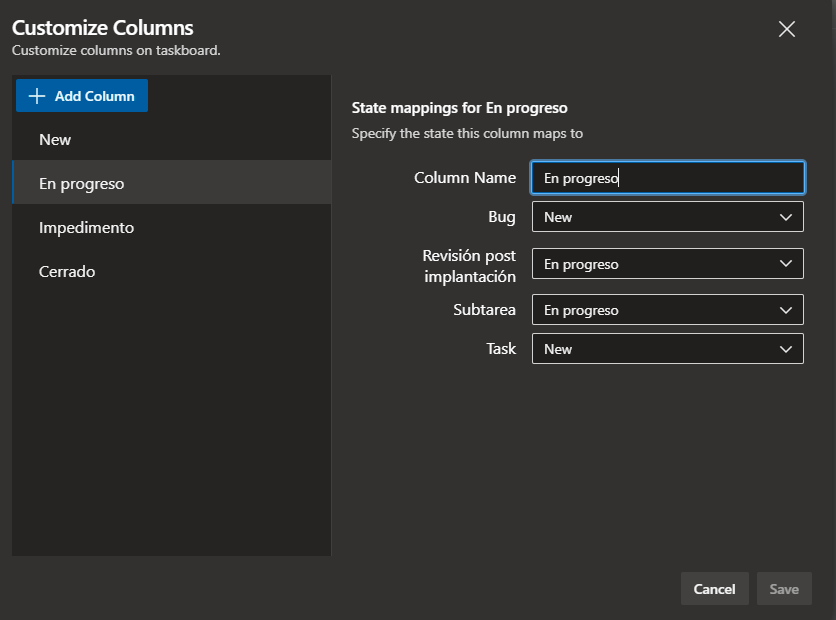 Customize Columns
Customize columns on taskboard.
Add Column
New
En progreso
Impedimento
Cerrado
State mappings for En progreso
Specify the state this column maps to
Column Name
En progreso
Bug
New
Revisión post
implantación
En progreso
Subtarea
En progreso
Task
New
Cancel
Save